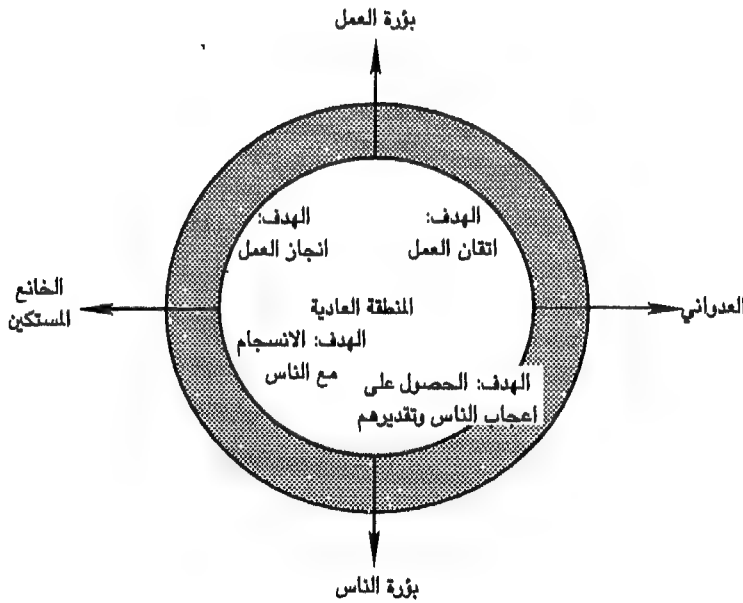 بؤرة العمل
الهدف:
اتقان العمل
الهدف:
انجاز العمل
العدواني
الخانع
المستكين
المنطقة العادية
الهدف: الانسجام
مع الناس
الهدف: الحصول على
اعجاب الناس وتقديرهم
بؤرة الناس